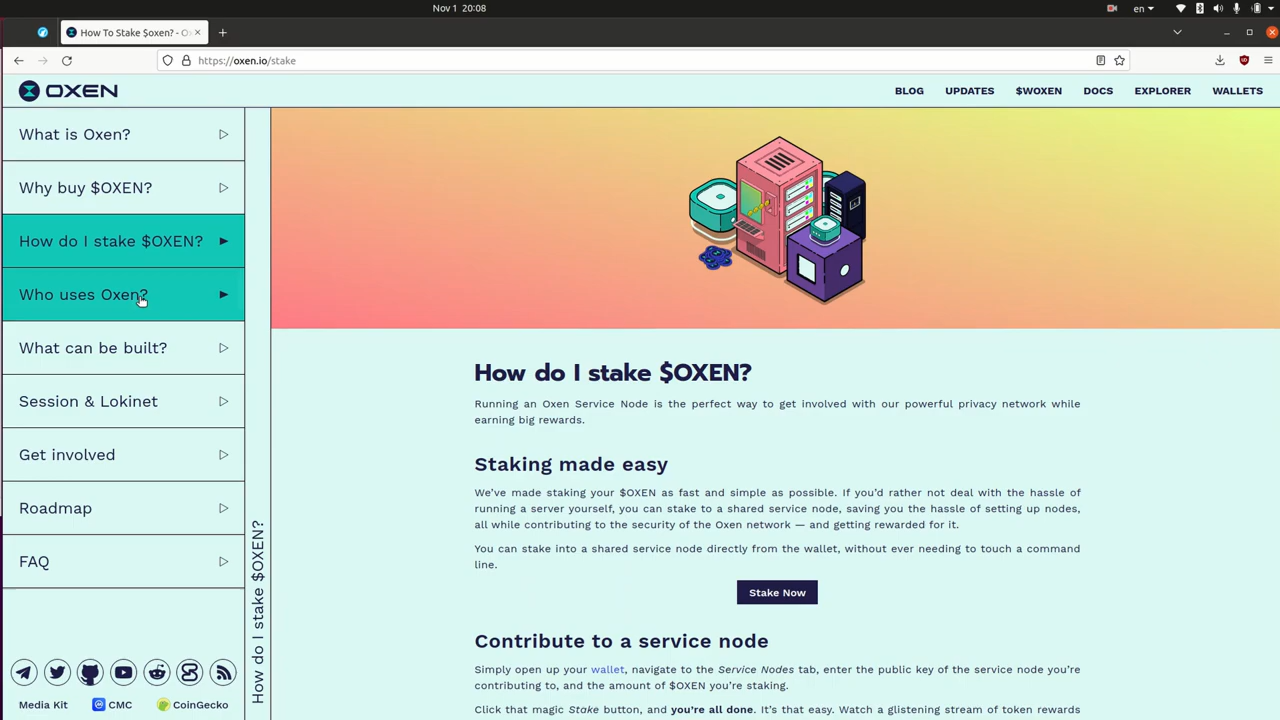 Nov 1 20:08
en
How To Stake $oxen? - O
https://oxen.io/stake
OXEN
BLOG
UPDATES
$WOXEN
DOCS
EXPLORER
WALLETS
What is Oxen?
Why buy $OXEN?
How do I stake $OXEN?
Who uses Oxen?
What can be built?
Session & Lokinet
Get involved
Roadmap
FAQ
Media Kit
CMC
CoinGecko
How do I stake $OXEN?
How do I stake $OXEN?
Running an Oxen Service Node is the perfect way to get involved with our powerful privacy network while
earning big rewards.
Staking made easy
We've made staking your $OXEN as fast and simple as possible. If you'd rather not deal with the hassle of
running a server yourself, you can stake to a shared service node, saving you the hassle of setting up nodes,
all while contributing to the security of the Oxen network — and getting rewarded for it.
You can stake into a shared service node directly from the wallet, without ever needing to touch a command
line.
Stake Now
Contribute to a service node
Simply open up your wallet, navigate to the Service Nodes tab, enter the public key of the service node you're
contributing to, and the amount of $OXEN you're staking.
Click that magic Stake button, and you're all done. It's that easy. Watch a glistening stream of token rewards